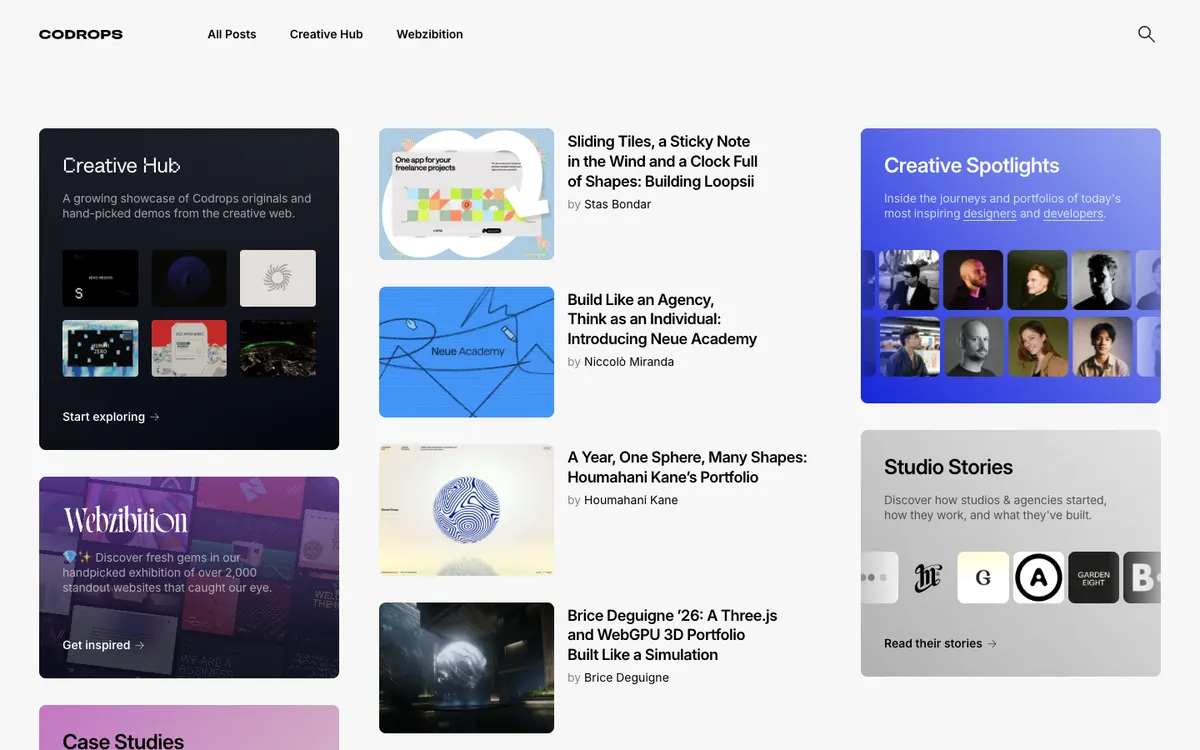 CODROPS
All Posts
Creative Hub
Webzibition
Creative Hub
A growing showcase of Codrops originals and
hand-picked demos from the creative web.
S
Start exploring →
Webzibition
💎✨ Discover fresh gems in our
handpicked exhibition of over 2,000
standout websites that caught our eye.
Get inspired →
Case Studies
One app for your
freelance projects
Sliding Tiles, a Sticky Note
in the Wind and a Clock Full
of Shapes: Building Loopsii
by Stas Bondar
Neue Academy
Build Like an Agency,
Think as an Individual:
Introducing Neue Academy
by Niccolò Miranda
A Year, One Sphere, Many Shapes:
Houmahani Kane’s Portfolio
by Houmahani Kane
Brice Deguigne ’26: A Three.js
and WebGPU 3D Portfolio
Built Like a Simulation
by Brice Deguigne
Creative Spotlights
Inside the journeys and portfolios of today's
most inspiring designers and developers.
Studio Stories
Discover how studios & agencies started,
how they work, and what they've built.
G
A
GARDEN
EIGHT
B
Read their stories →